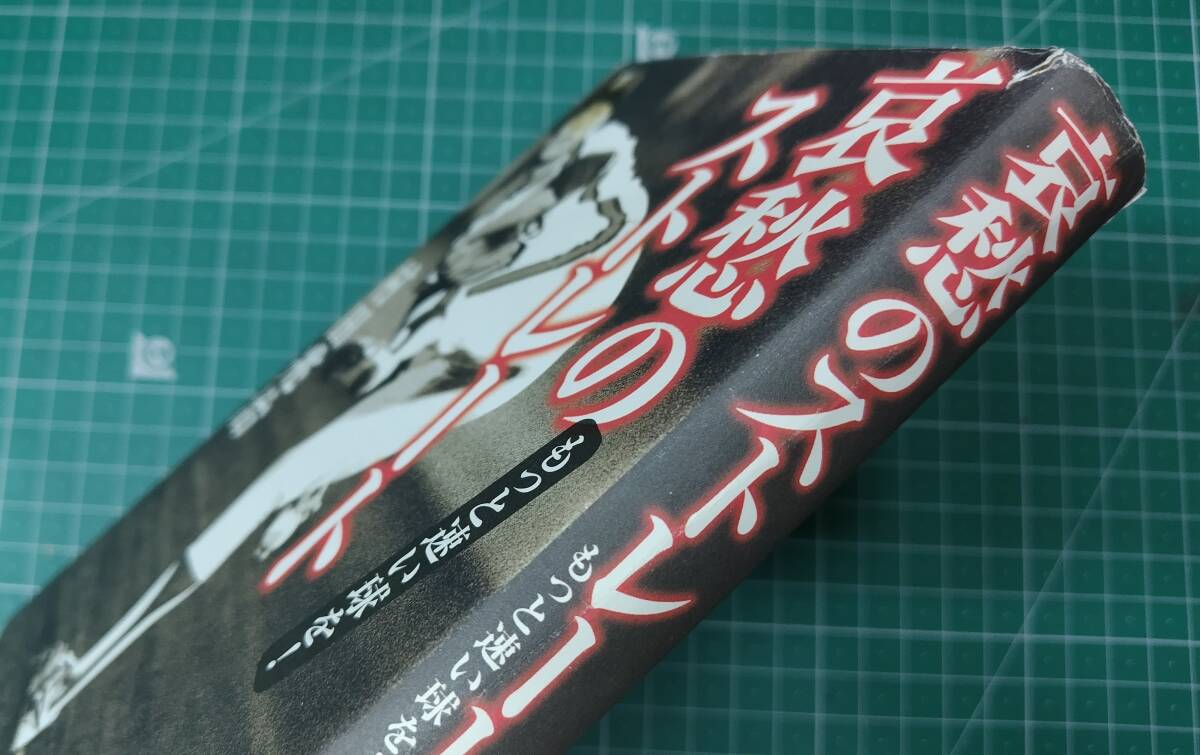 哀愁の
ストレート
もっと速い球を!
哀愁のストレー
もっと速い球を